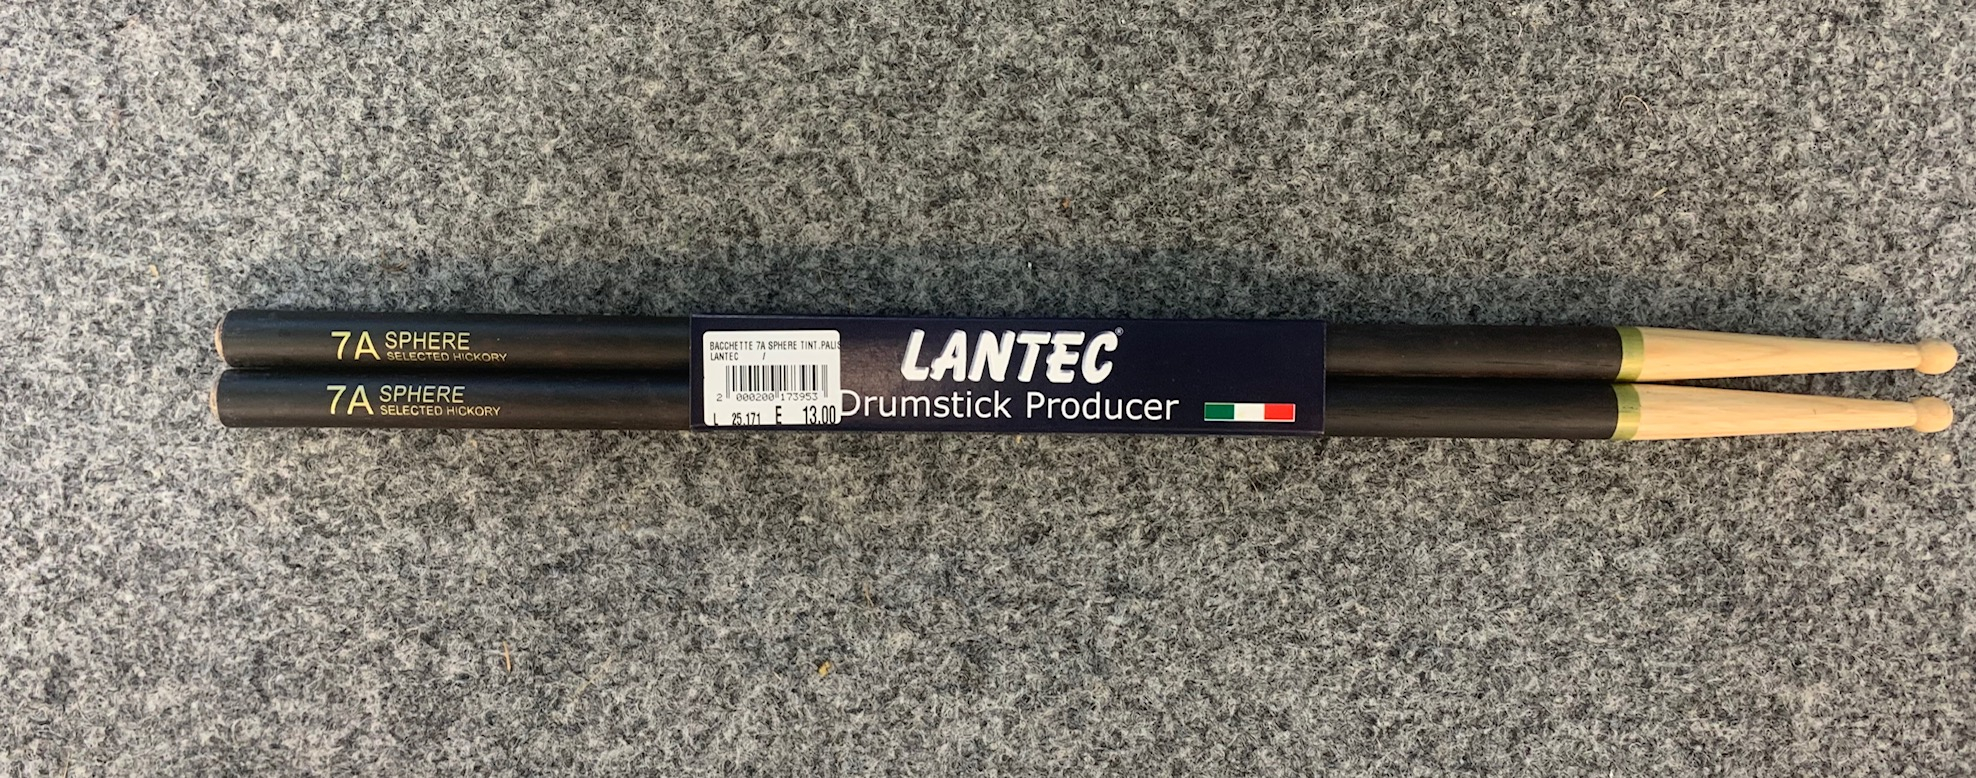 7A SPHERE
SELECTED HICKORY
7A SPHERE
SELECTED HICKORY
BACCHETTE 7A SPHERE TINT.PALIS
LANTEC /
2 000200 173953
L 25.171 E 13.00
LANTEC®
Drumstick Producer